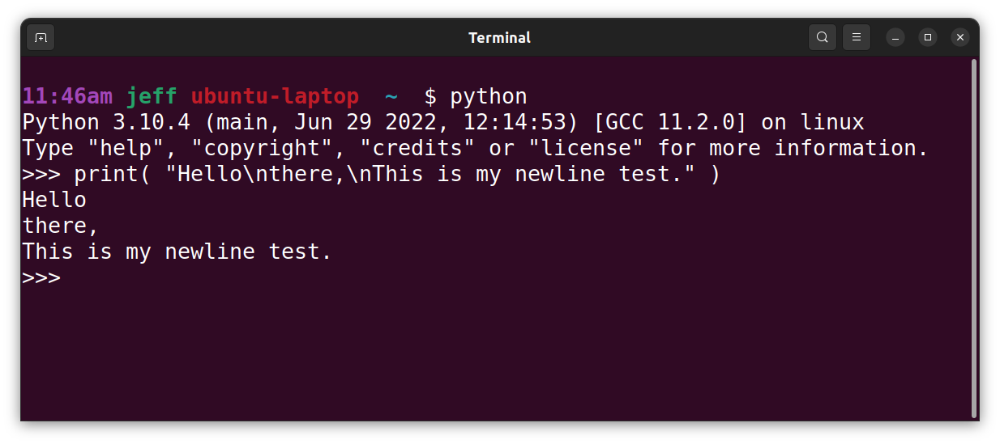 Terminal
11:46am jeff ubuntu-laptop ~ $ python
Python 3.10.4 (main, Jun 29 2022, 12:14:53) [GCC 11.2.0] on linux
Type "help", "copyright", "credits" or "license" for more information.
>>> print( "Hello\nthere,\nThis is my newline test." )
Hello
there,
This is my newline test.
>>>